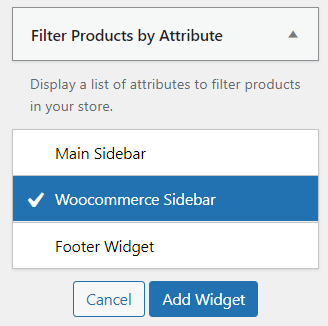 Filter Products by Attribute
Display a list of attributes to filter products
in your store.
Main Sidebar
Woocommerce Sidebar
Footer Widget
Cancel Add Widget